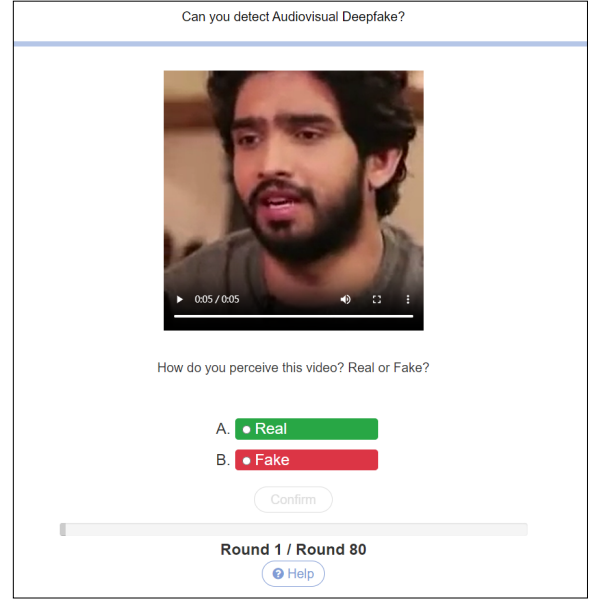 Can you detect Audiovisual Deepfake?
0:05 / 0:05
How do you perceive this video? Real or Fake?
A. Real
B. Fake
Confirm
Round 1 / Round 80
? Help